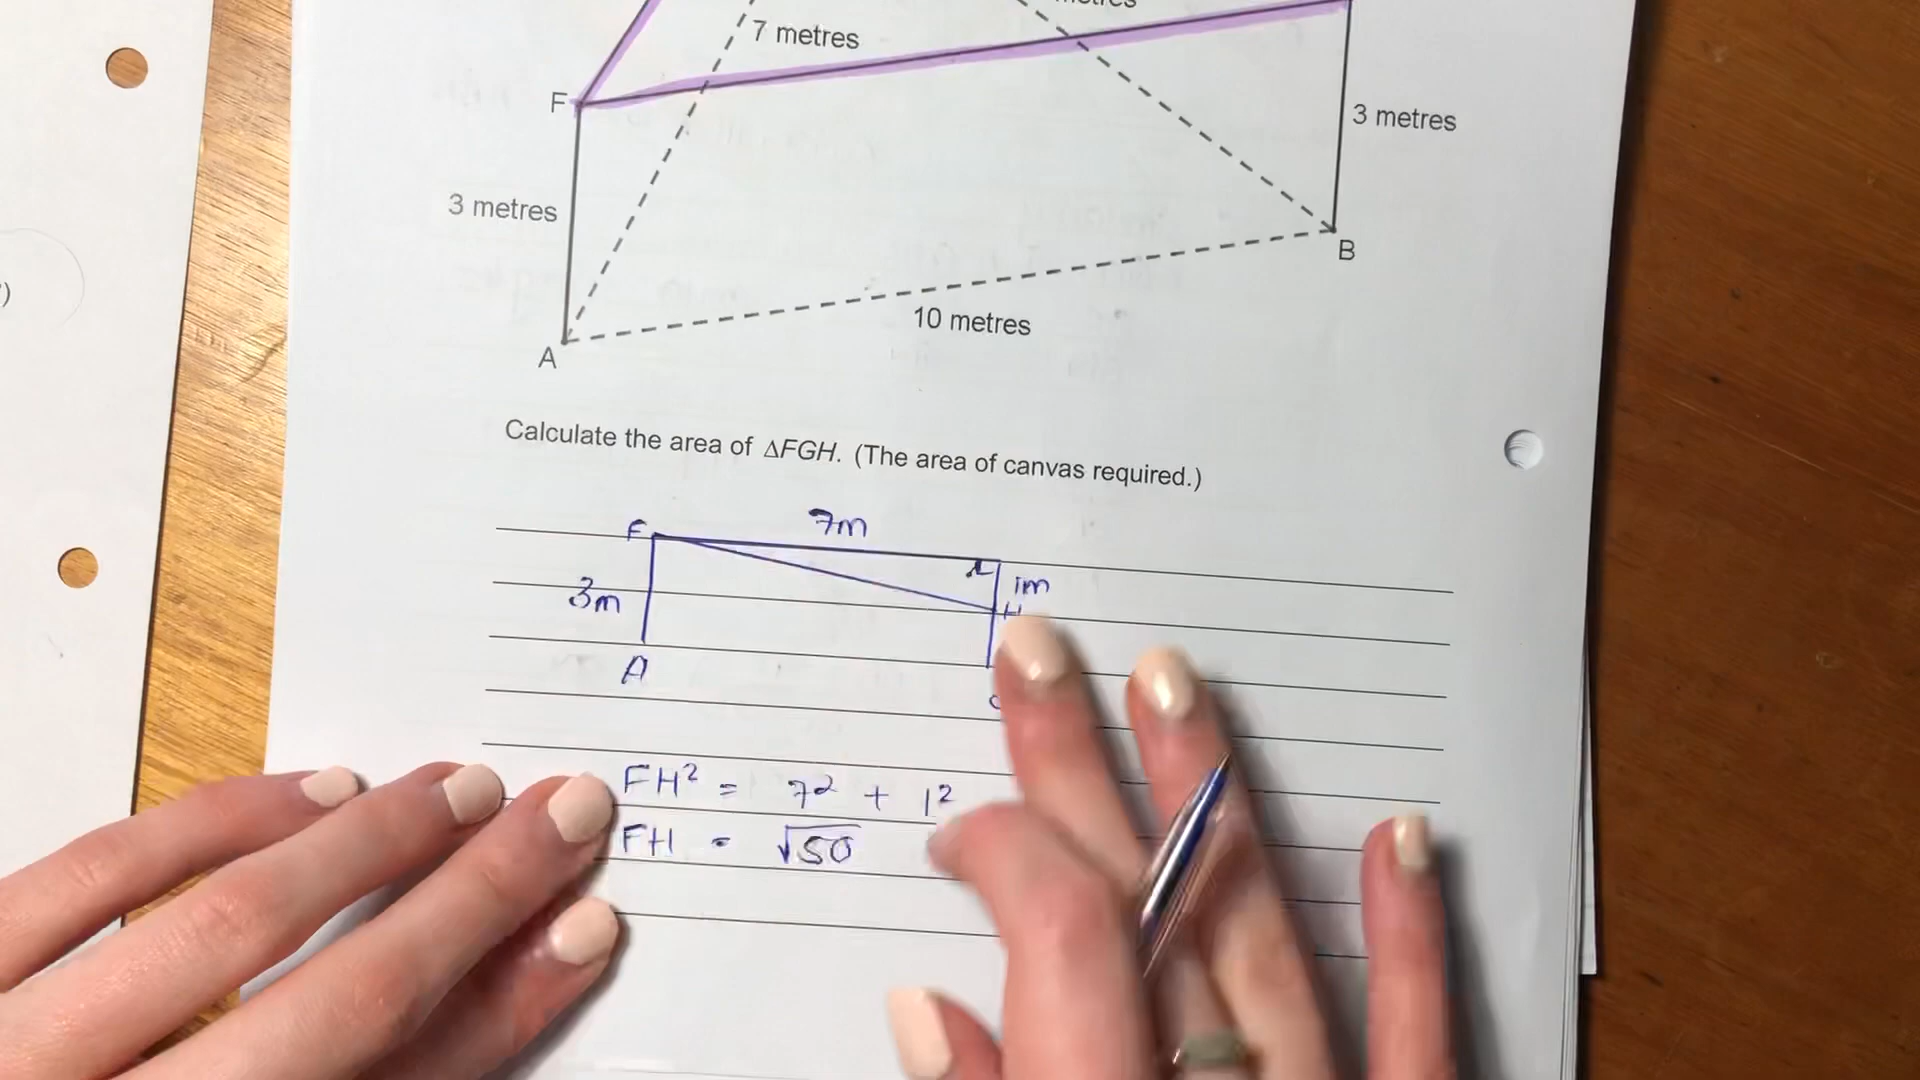 7 metres
F
3 metres
3 metres
B
10 metres
A
Calculate the area of ΔFGH. (The area of canvas required.)
F 7m
3m 1m
H
A
FH² = 7² + 1²
FH = √50